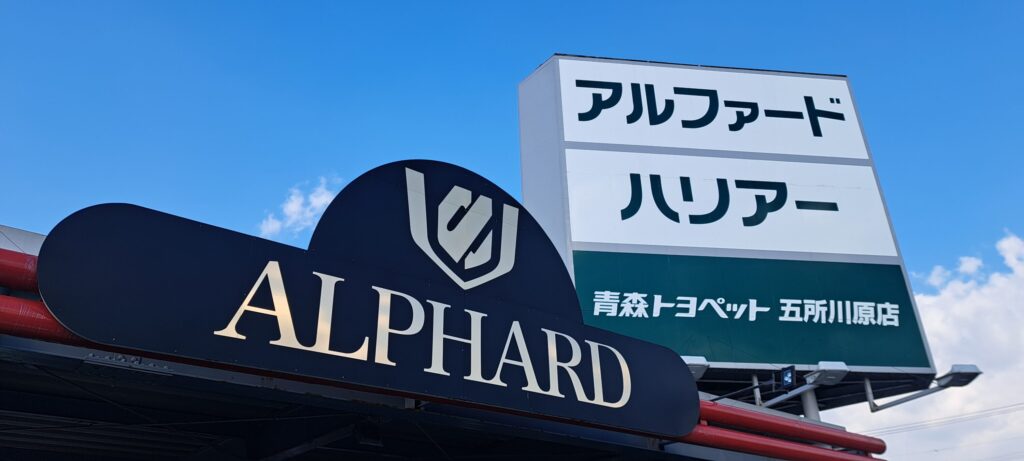 アルファード
ハリアー
青森トヨペット 五所川原店
ALPHARD